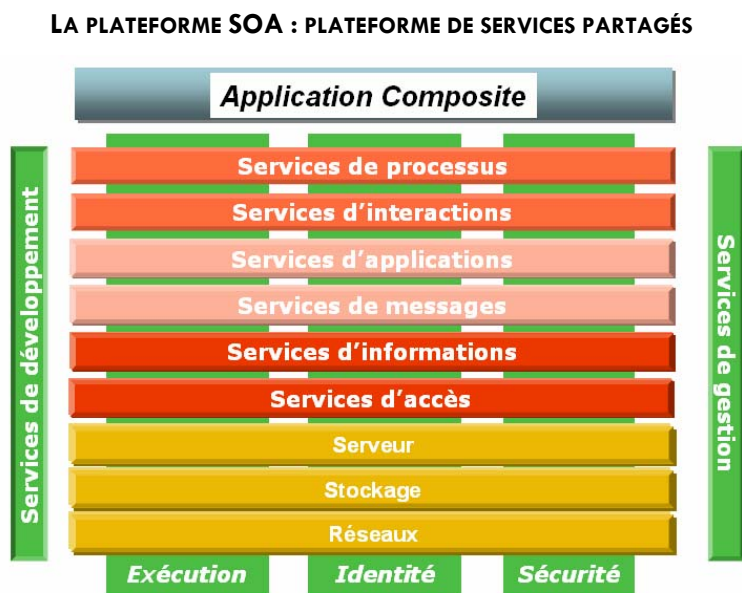 LA PLATEFORME SOA : PLATEFORME DE SERVICES PARTAGÉS
Application Composite
Services de développement
Services de processus
Services d'interactions
Services d'applications
Services de messages
Services d'informations
Services d'accès
Serveur
Stockage
Réseaux
Services de gestion
Exécution Identité Sécurité